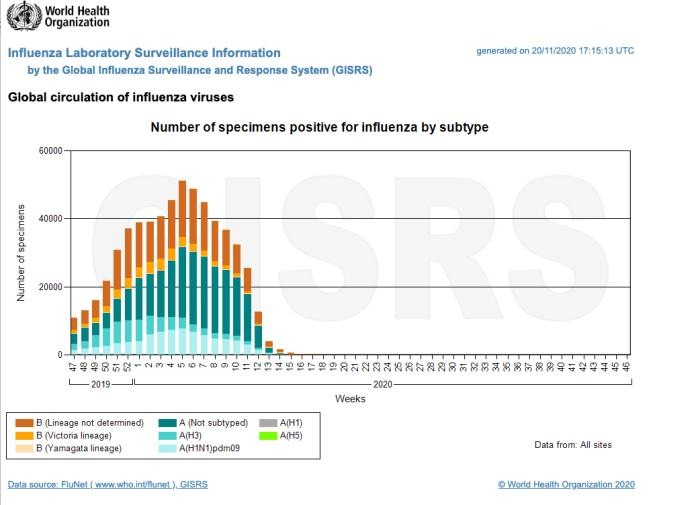 World Health
Organization
Influenza Laboratory Surveillance Information
generated on 20/11/2020 17:15:13 UTC
by the Global Influenza Surveillance and Response System (GISRS)
Global circulation of influenza viruses
Number of specimens positive for influenza by subtype
GISRS
Number of specimens
60000
40000
20000
0
47 48 49 50 51 52 1 2 3 4 5 6 7 8 9 10 11 12 13 14 15 16 17 18 19 20 21 22 23 24 25 26 27 28 29 30 31 32 33 34 35 36 37 38 39 40 41 42 43 44 45 46
2019 2020
Weeks
B (Lineage not determined) A (Not subtyped) A(H1)
B (Victoria lineage) A(H3) A(H5)
B (Yamagata lineage) A(H1N1)pdm09
Data from: All sites
Data source: FluNet ( www.who.int/flunet ), GISRS
© World Health Organization 2020